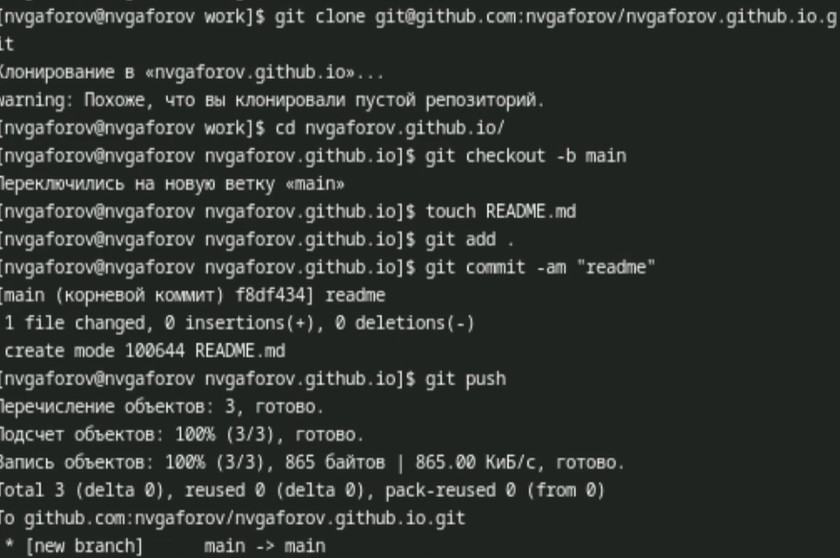 [nvgaforov@nvgaforov work]$ git clone git@github.com:nvgaforov/nvgaforov.github.io.g
it
Клонирование в «nvgaforov.github.io»...
warning: Похоже, что вы клонировали пустой репозиторий.
[nvgaforov@nvgaforov work]$ cd nvgaforov.github.io/
[nvgaforov@nvgaforov nvgaforov.github.io]$ git checkout -b main
Переключились на новую ветку «main»
[nvgaforov@nvgaforov nvgaforov.github.io]$ touch README.md
[nvgaforov@nvgaforov nvgaforov.github.io]$ git add .
[nvgaforov@nvgaforov nvgaforov.github.io]$ git commit -am "readme"
[main (корневой коммит) f8df434] readme
1 file changed, 0 insertions(+), 0 deletions(-)
create mode 100644 README.md
[nvgaforov@nvgaforov nvgaforov.github.io]$ git push
Перечисление объектов: 3, готово.
Подсчет объектов: 100% (3/3), готово.
Запись объектов: 100% (3/3), 865 байтов | 865.00 КиБ/с, готово.
Total 3 (delta 0), reused 0 (delta 0), pack-reused 0 (from 0)
To github.com:nvgaforov/nvgaforov.github.io.git
* [new branch]      main -> main